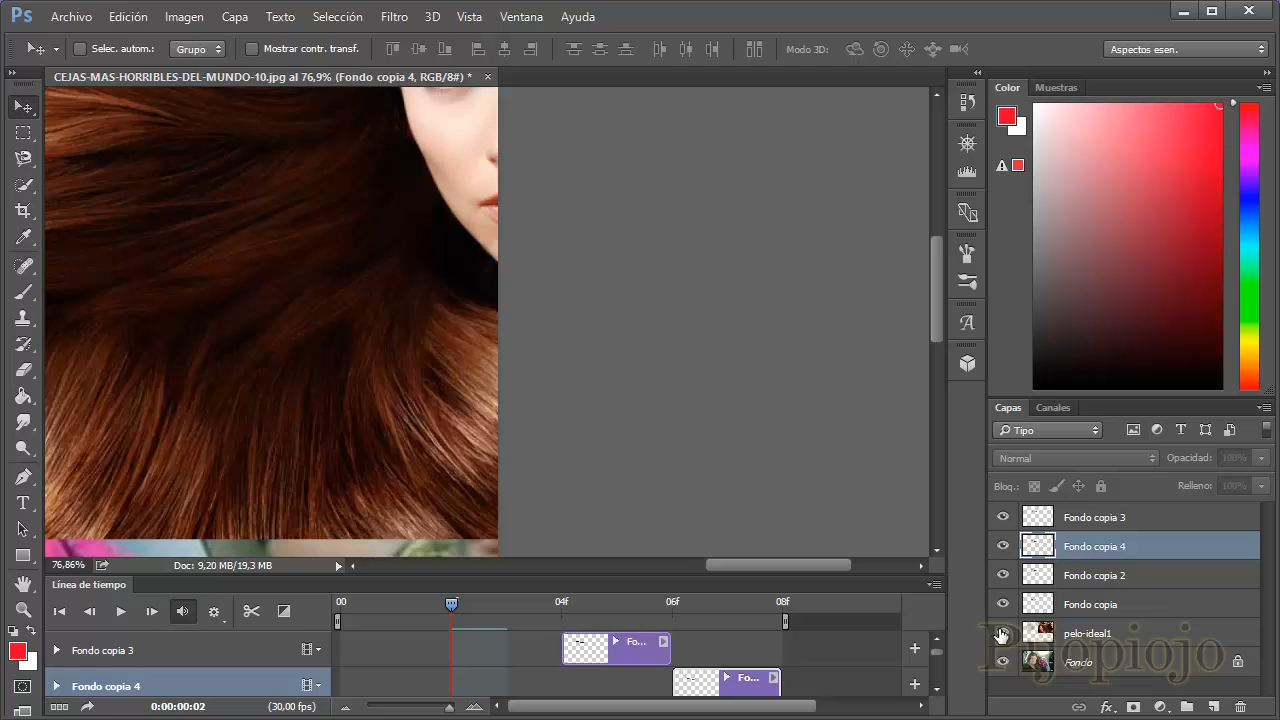 Ps Archivo Edición Imagen Capa Texto Selección Filtro 3D Vista Ventana Ayuda
Selec. autom.: Grupo Mostrar contr. transf. Modo 3D: Aspectos esen.
CEJAS-MAS-HORRIBLES-DEL-MUNDO-10.jpg al 76,9% (Fondo copia 4, RGB/8#) *
Color Muestras
Capas Canales
Tipo
Normal Opacidad: 100%
Bloq.: Relleno: 100%
Fondo copia 3
Fondo copia 4
Fondo copia 2
Fondo copia
pelo-ideal1
Fondo
Pjopiojo
76,86% Doc: 9,20 MB/19,3 MB
Línea de tiempo
00 04f 06f 08f
Fondo copia 3 Fo...
Fondo copia 4 Fo...
0:00:00:02 (30,00 fps)